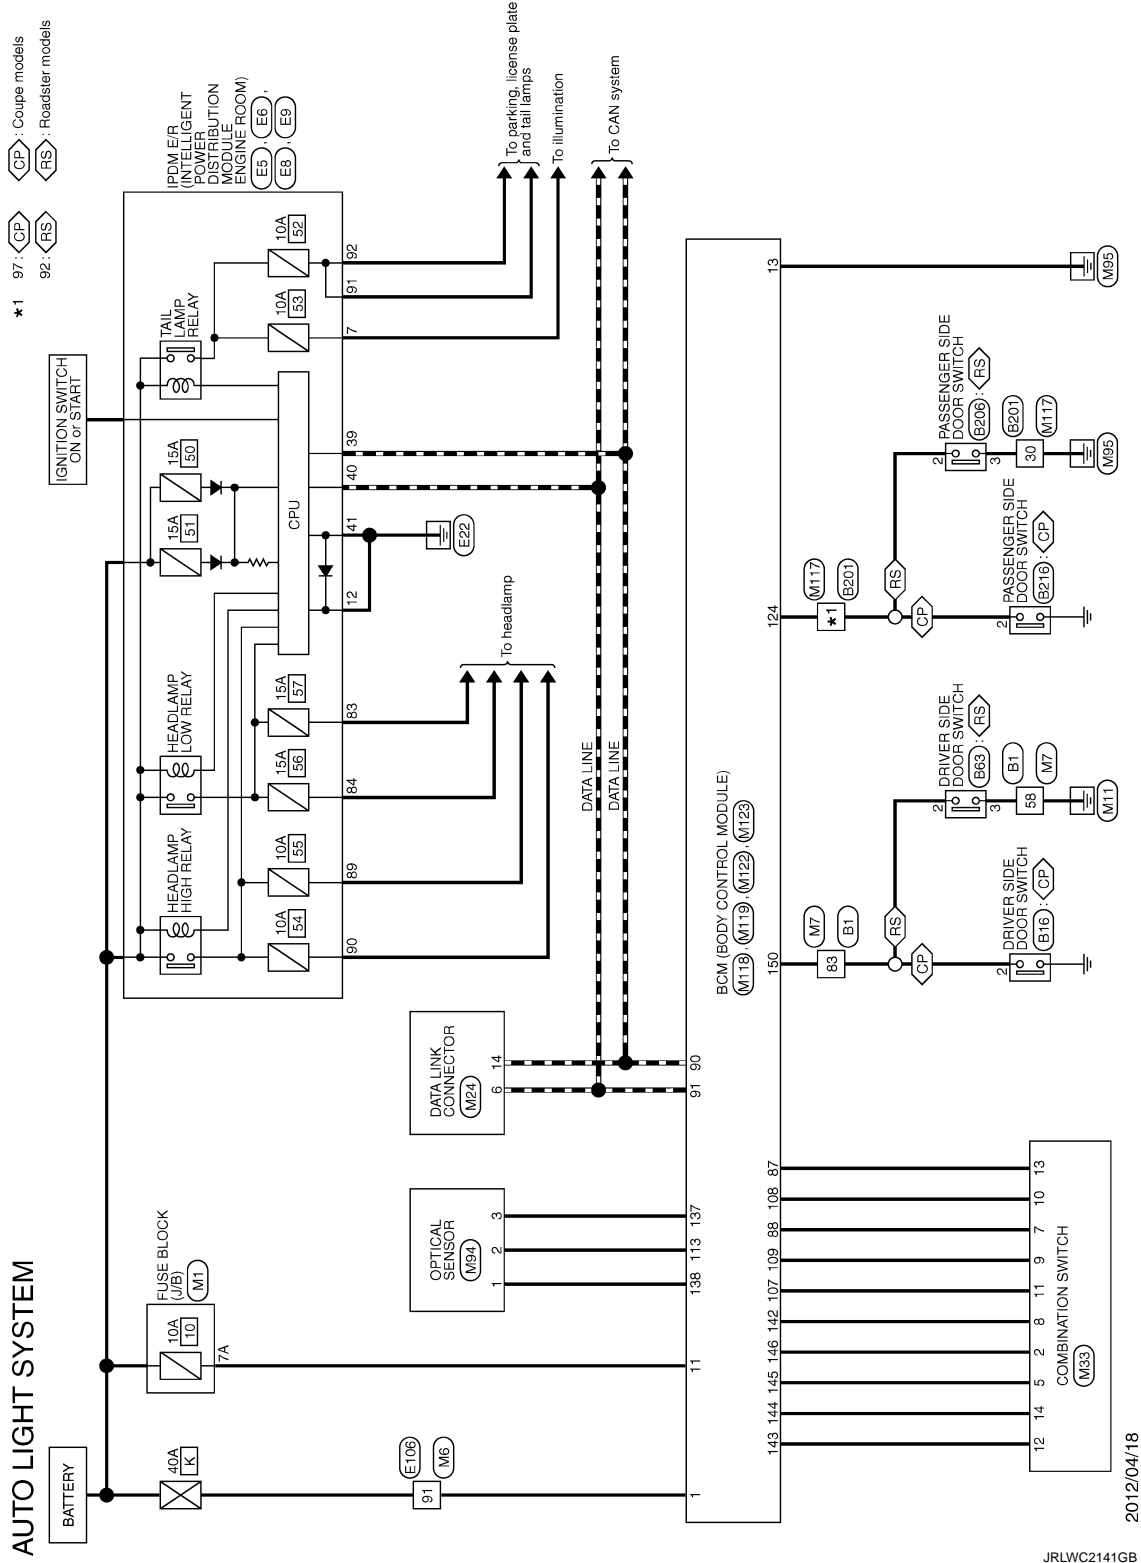 AUTO LIGHT SYSTEM
BATTERY
40A
K
91
E106
M6
1
FUSE BLOCK
(J/B)
M1
10A
10
7A
11
OPTICAL
SENSOR
M94
1
2
3
138
113
137
DATA LINK
CONNECTOR
M24
6
14
91
90
DATA LINE
DATA LINE
IGNITION SWITCH
ON or START
IPDM E/R
(INTELLIGENT
POWER
DISTRIBUTION
MODULE
ENGINE ROOM)
E5 , E6 ,
E8 , E9
*1
97 : CP
92 : RS
CP : Coupe models
RS : Roadster models
HEADLAMP
HIGH RELAY
HEADLAMP
LOW RELAY
15A
51
15A
50
TAIL
LAMP
RELAY
10A
54
10A
55
15A
56
15A
57
CPU
10A
53
10A
52
90
89
84
83
12
41
40
39
7
91
92
E22
To headlamp
To parking, license plate
and tail lamps
To illumination
To CAN system
BCM (BODY CONTROL MODULE)
M118 , M119 , M122 , M123
143
144
145
146
142
107
109
88
108
87
150
124
13
12
14
5
2
8
11
9
7
10
13
COMBINATION SWITCH
M33
83
M7
B1
RS
CP
2
DRIVER SIDE
DOOR SWITCH
B16 : CP
2
3
DRIVER SIDE
DOOR SWITCH
B63 : RS
58
B1
M7
M11
*1
M117
B201
RS
CP
2
PASSENGER SIDE
DOOR SWITCH
B216 : CP
2
3
PASSENGER SIDE
DOOR SWITCH
B206 : RS
30
B201
M117
M95
M95
2012/04/18
JRLWC2141GB